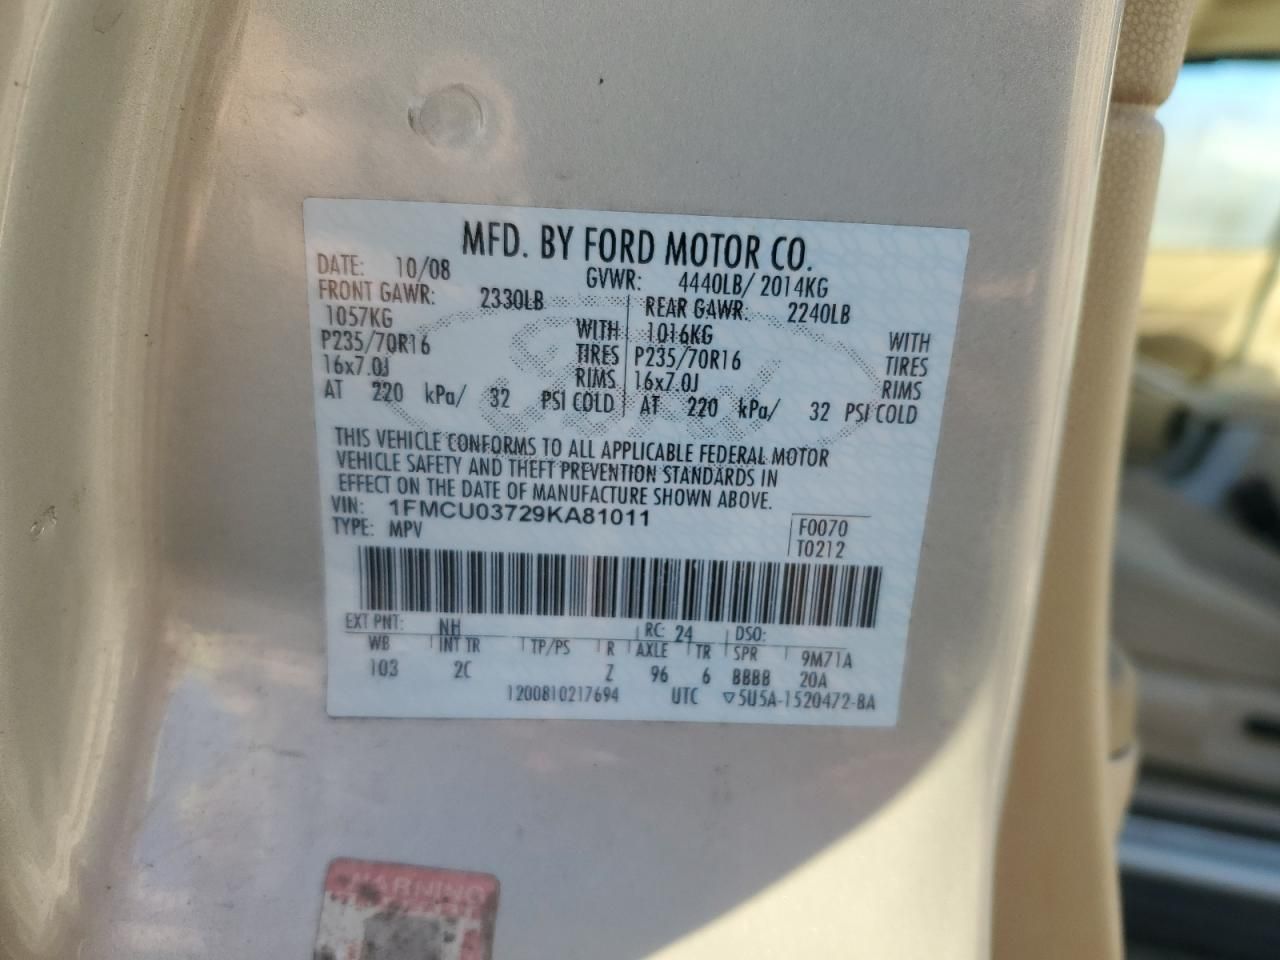 MFD. BY FORD MOTOR CO.
DATE: 10/08 GVWR: 4440LB/ 2014KG
FRONT GAWR: 2330LB REAR GAWR: 2240LB
1057KG WITH 1016KG WITH
P235/70R16 TIRES P235/70R16 TIRES
16x7.0J RIMS 16x7.0J RIMS
AT 220 kPa/ 32 PSI COLD AT 220 kPa/ 32 PSI COLD
THIS VEHICLE CONFORMS TO ALL APPLICABLE FEDERAL MOTOR
VEHICLE SAFETY AND THEFT PREVENTION STANDARDS IN
EFFECT ON THE DATE OF MANUFACTURE SHOWN ABOVE.
VIN: 1FMCU03729KA81011
TYPE: MPV F0070
T0212
EXT PNT: NH RC: 24 DSO:
WB INT TR TP/PS R AXLE TR SPR 9M71A
103 2C Z 96 6 BBBB 20A
1200810217694 UTC ▽5U5A-1520472-BA
WARNING